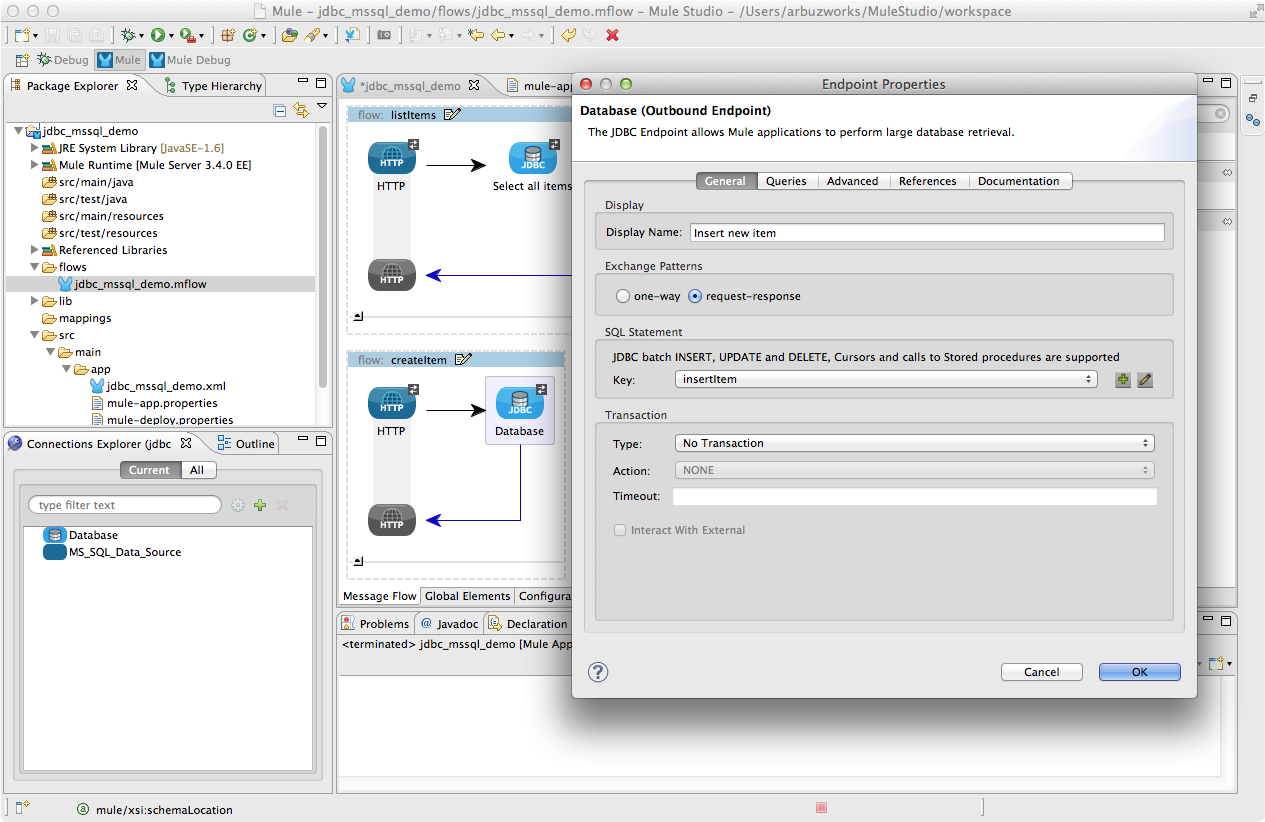 Mule – jdbc_mssql_demo/flows/jdbc_mssql_demo.mflow – Mule Studio – /Users/arbuzworks/MuleStudio/workspace
Debug Mule Mule Debug
Package Explorer Type Hierarchy
jdbc_mssql_demo
JRE System Library [JavaSE-1.6]
Mule Runtime [Mule Server 3.4.0 EE]
src/main/java
src/test/java
src/main/resources
src/test/resources
Referenced Libraries
flows
jdbc_mssql_demo.mflow
lib
mappings
src
main
app
jdbc_mssql_demo.xml
mule-app.properties
mule-deploy.properties
Connections Explorer (jdbc Outline
Current All
type filter text
Database
MS_SQL_Data_Source
*jdbc_mssql_demo mule-app
flow: listItems
HTTP JDBC
HTTP Select all items
HTTP
flow: createItem
HTTP JDBC
HTTP Database
HTTP
Message Flow Global Elements Configura
Problems @ Javadoc Declaration
<terminated> jdbc_mssql_demo [Mule App
Endpoint Properties
Database (Outbound Endpoint)
The JDBC Endpoint allows Mule applications to perform large database retrieval.
General Queries Advanced References Documentation
Display
Display Name: Insert new item
Exchange Patterns
one-way request-response
SQL Statement
JDBC batch INSERT, UPDATE and DELETE, Cursors and calls to Stored procedures are supported
Key: insertItem
Transaction
Type: No Transaction
Action: NONE
Timeout:
Interact With External
? Cancel OK
a mule/xsi:schemaLocation